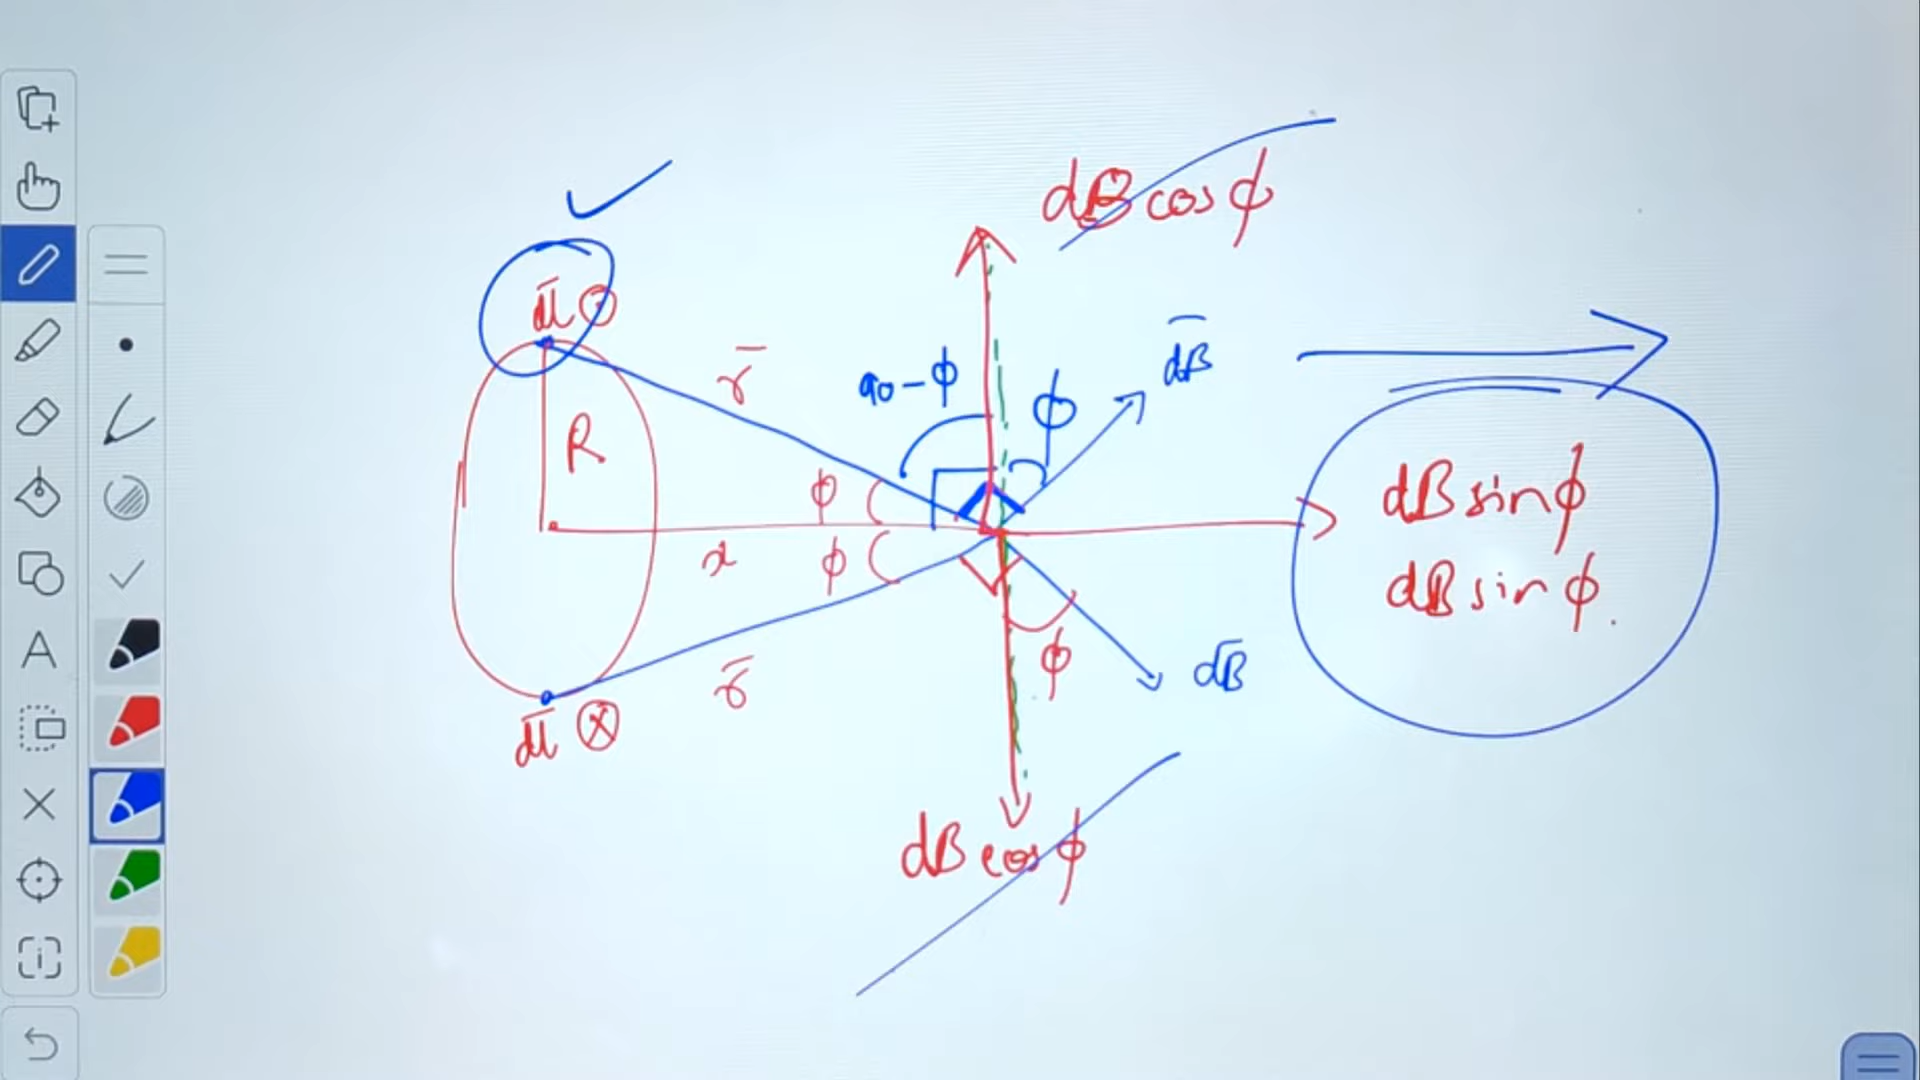 dB cos ϕ
dl ⊙
r
90-ϕ
ϕ
dB
R
ϕ
x
ϕ
dB sin ϕ
dB sin ϕ.
r
ϕ
dB
dl ⊗
dB cos ϕ
A